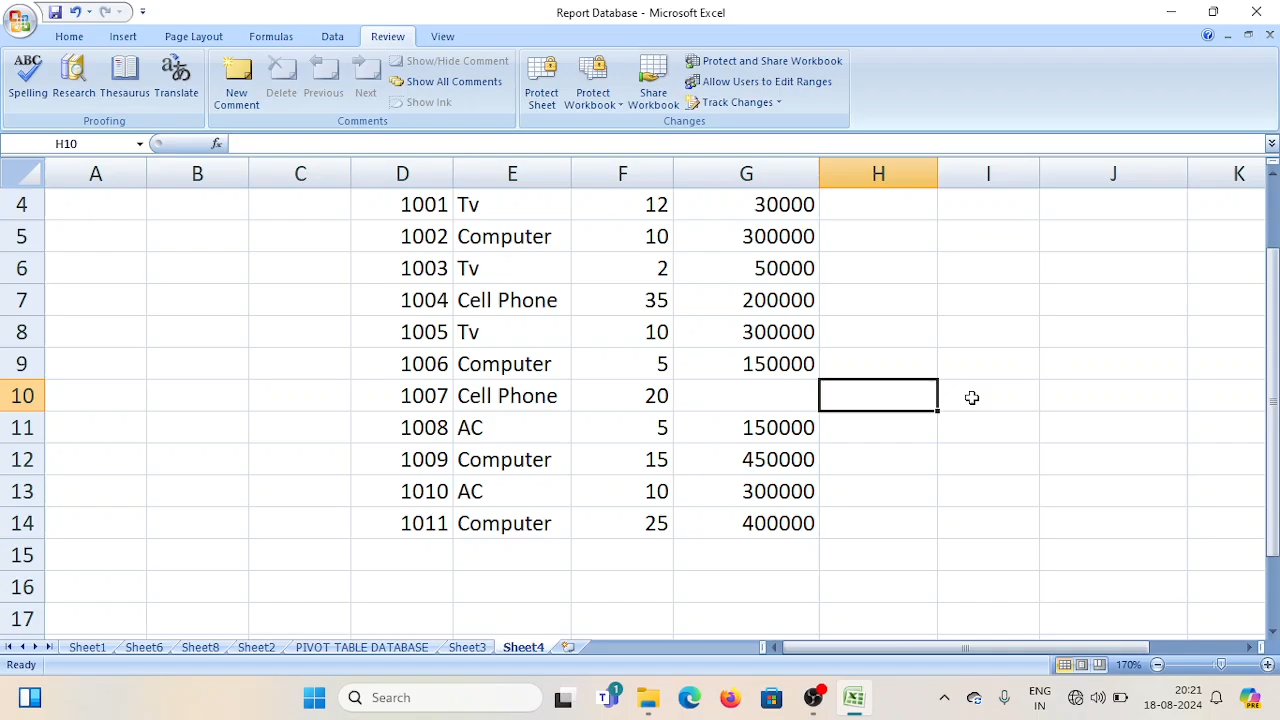 Report Database - Microsoft Excel
Home Insert Page Layout Formulas Data Review View
ABC
Spelling Research Thesaurus Translate
Proofing
New Comment Delete Previous Next
Show/Hide Comment
Show All Comments
Show Ink
Comments
Protect Sheet Protect Workbook Share Workbook
Protect and Share Workbook
Allow Users to Edit Ranges
Track Changes
Changes
H10 fx
A B C D E F G H I J K
4 1001 Tv 12 30000
5 1002 Computer 10 300000
6 1003 Tv 2 50000
7 1004 Cell Phone 35 200000
8 1005 Tv 10 300000
9 1006 Computer 5 150000
10 1007 Cell Phone 20
11 1008 AC 5 150000
12 1009 Computer 15 450000
13 1010 AC 10 300000
14 1011 Computer 25 400000
15
16
17
Sheet1 Sheet6 Sheet8 Sheet2 PIVOT TABLE DATABASE Sheet3 Sheet4
Ready 170%
Search 1 ENG IN 20:21 18-08-2024 PRE